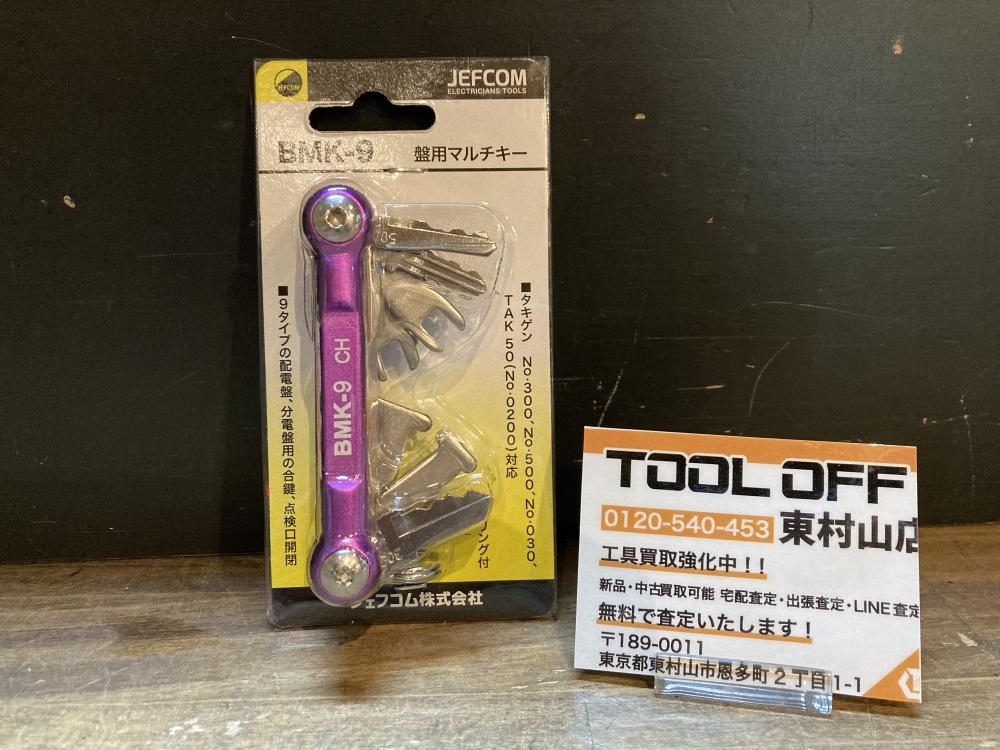 JEFCOM
JEFCOM
ELECTRICIANS TOOLS
BMK-9
盤用マルチキー
■タキゲン No.300、No.500、No.030、
TAK 50(No.0200)対応
■9タイプの配電盤、分電盤用の合鍵、点検口開閉
リング付
BMK-9 CH
50
ジェフコム株式会社
TOOL OFF
0120-540-453 東村山店
工具買取強化中!!
新品・中古買取可能 宅配査定・出張査定・LINE査定
無料で査定いたします!
〒189-0011
東京都東村山市恩多町2丁目1-1